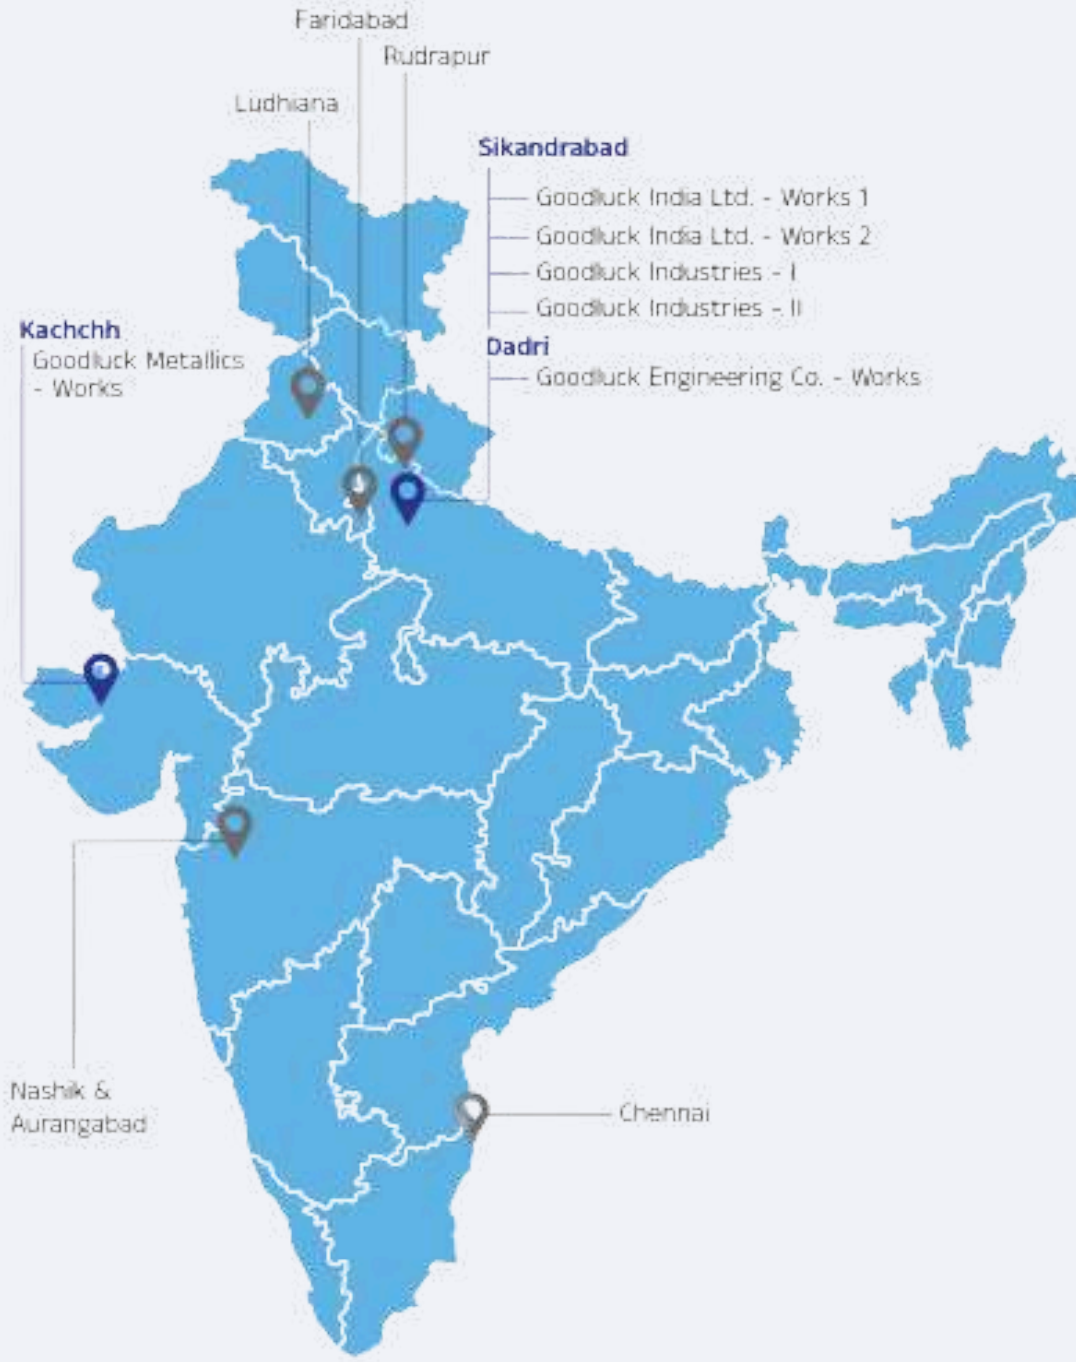 Faridabad
Rudrapur
Ludhiana
Sikandrabad
Goodluck India Ltd. - Works 1
Goodluck India Ltd. - Works 2
Goodluck Industries - I
Goodluck Industries - II
Kachchh
Goodluck Metallics
- Works
Dadri
Goodluck Engineering Co. - Works
Nashik &
Aurangabad
Chennai